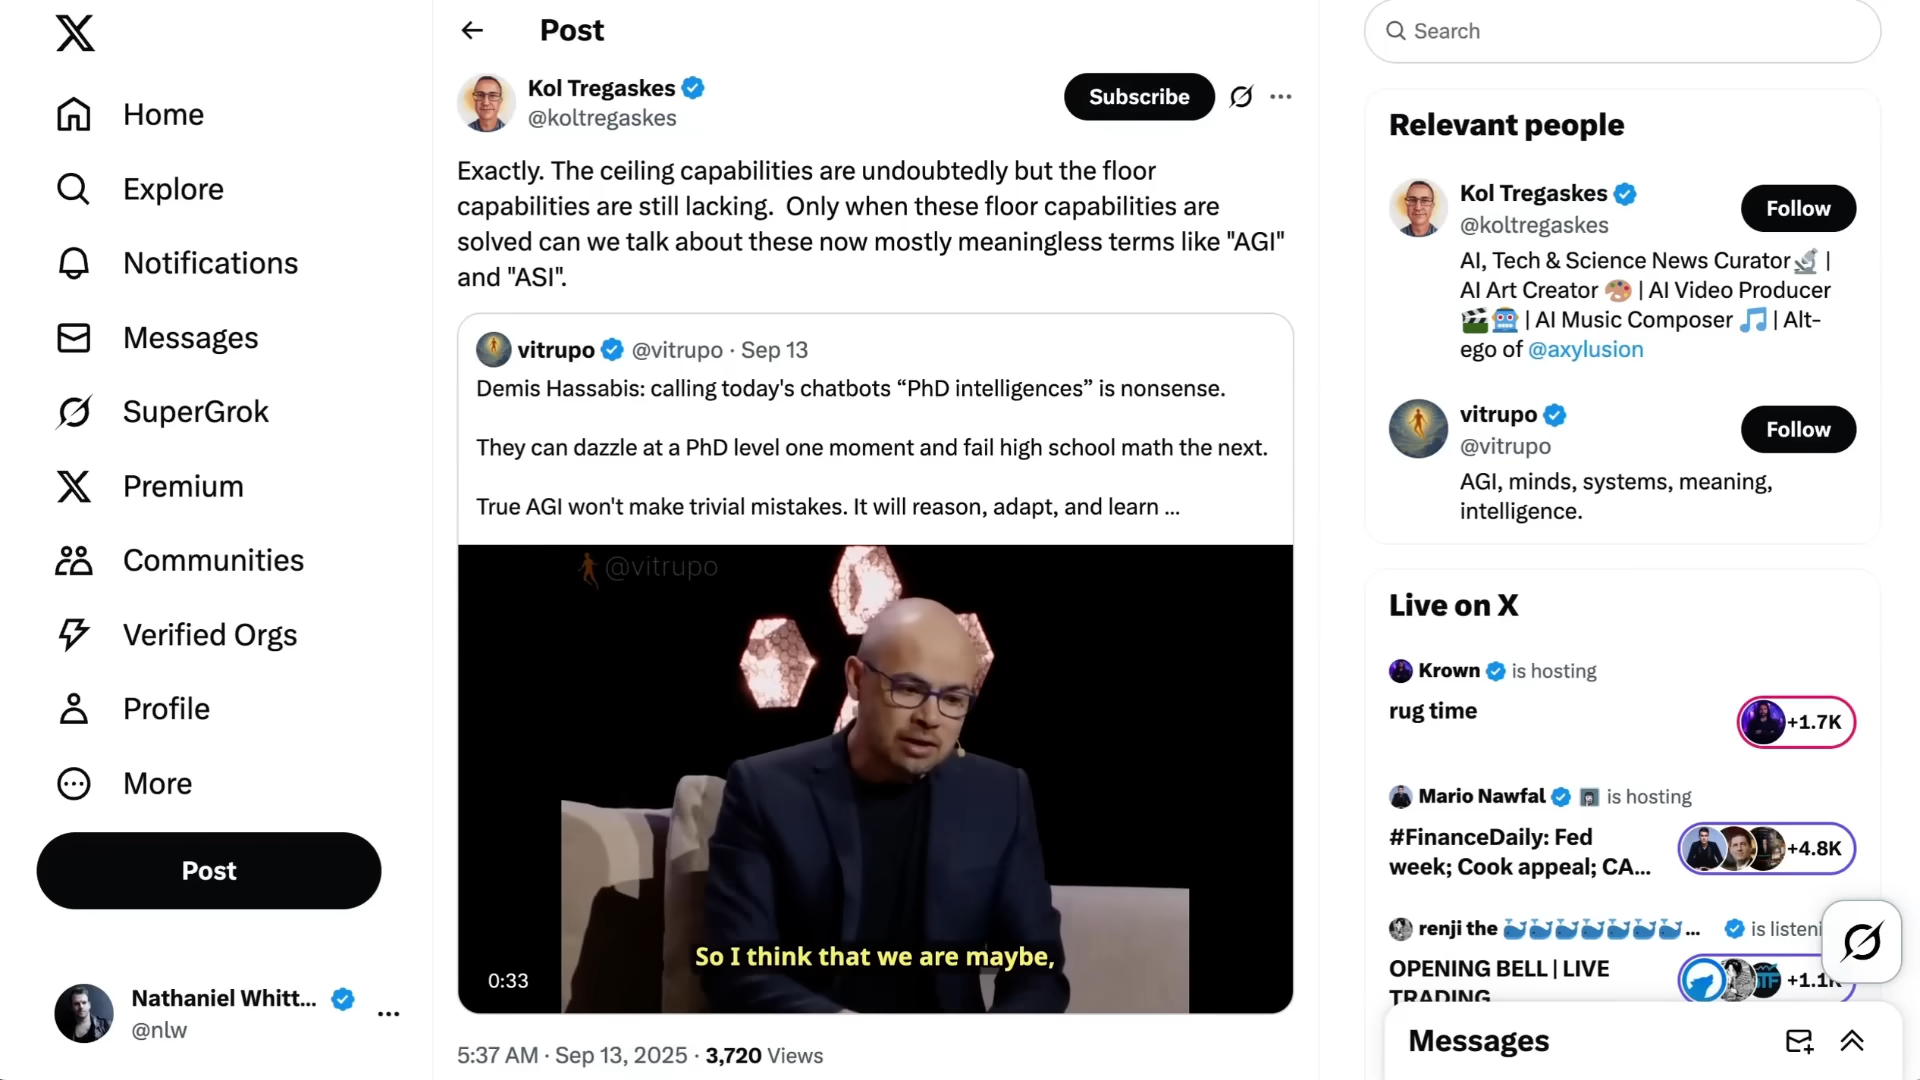 Home
Explore
Notifications
Messages
SuperGrok
Premium
Communities
Verified Orgs
Profile
More
Post
Nathaniel Whitt...
@nlw
Post
Kol Tregaskes
@koltregaskes
Subscribe
Exactly. The ceiling capabilities are undoubtedly but the floor
capabilities are still lacking. Only when these floor capabilities are
solved can we talk about these now mostly meaningless terms like "AGI"
and "ASI".
vitrupo @vitrupo · Sep 13
Demis Hassabis: calling today's chatbots “PhD intelligences” is nonsense.
They can dazzle at a PhD level one moment and fail high school math the next.
True AGI won't make trivial mistakes. It will reason, adapt, and learn ...
@vitrupo
So I think that we are maybe,
0:33
5:37 AM · Sep 13, 2025 · 3,720 Views
Search
Relevant people
Kol Tregaskes
@koltregaskes
Follow
AI, Tech & Science News Curator🔬 |
AI Art Creator 🎨 | AI Video Producer
🎬🤖 | AI Music Composer 🎵 | Alt-
ego of @axylusion
vitrupo
@vitrupo
Follow
AGI, minds, systems, meaning,
intelligence.
Live on X
Krown is hosting
rug time
+1.7K
Mario Nawfal is hosting
#FinanceDaily: Fed
week; Cook appeal; CA...
+4.8K
renji the 🐳🐳🐳🐳🐳🐳🐳... is listeni
OPENING BELL | LIVE
TRADING
+1.1K
Messages